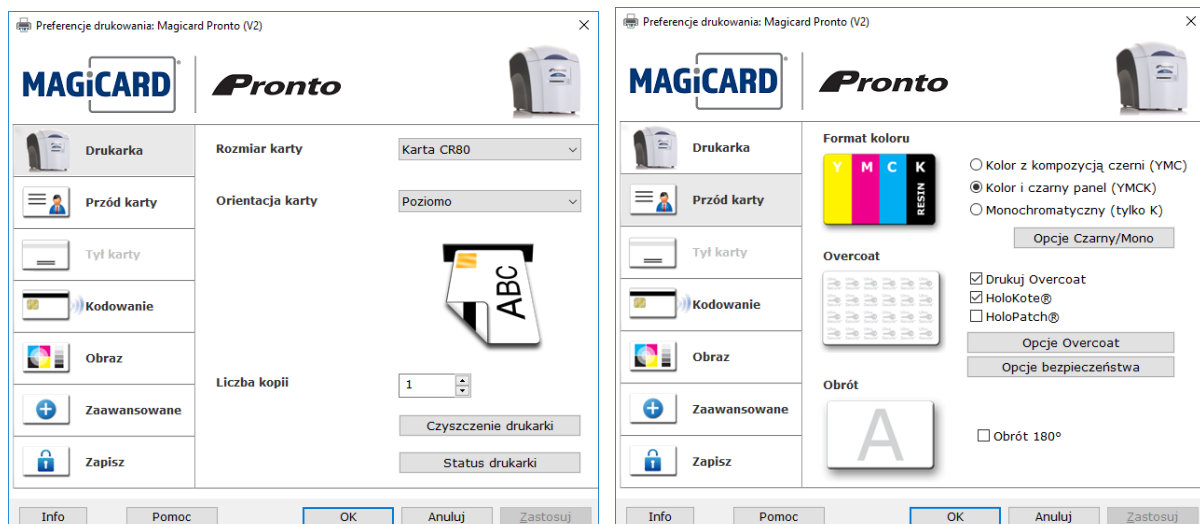 Preferencje drukowania: Magicard Pronto (V2)
MAGiCARD Pronto
Drukarka
Przód karty
Tył karty
Kodowanie
Obraz
Zaawansowane
Zapisz
Rozmiar karty
Karta CR80
Orientacja karty
Poziomo
ABC
Liczba kopii
1
Czyszczenie drukarki
Status drukarki
Info
Pomoc
OK
Anuluj
Zastosuj
Preferencje drukowania: Magicard Pronto (V2)
MAGiCARD Pronto
Drukarka
Przód karty
Tył karty
Kodowanie
Obraz
Zaawansowane
Zapisz
Format koloru
Y M C K
RESIN
Kolor z kompozycją czerni (YMC)
Kolor i czarny panel (YMCK)
Monochromatyczny (tylko K)
Opcje Czarny/Mono
Overcoat
Drukuj Overcoat
HoloKote®
HoloPatch®
Opcje Overcoat
Opcje bezpieczeństwa
Obrót
A
Obrót 180º
Info
Pomoc
OK
Anuluj
Zastosuj